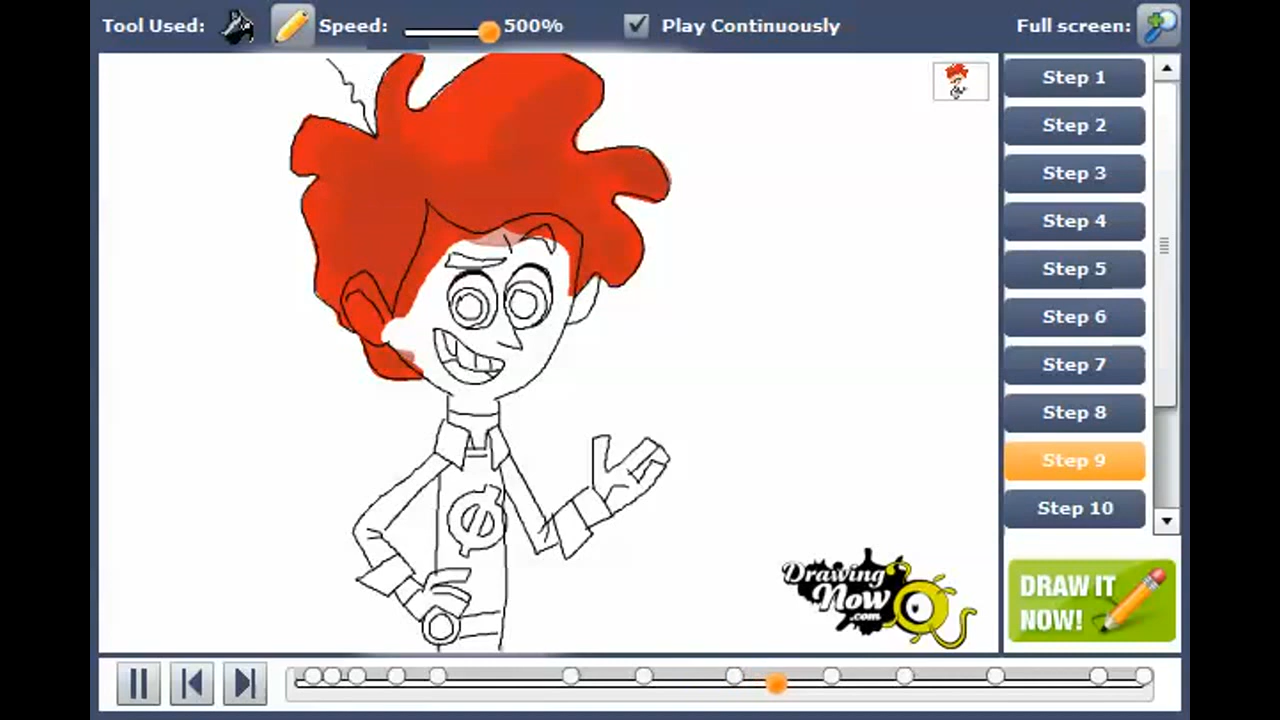 Tool Used:
Speed: 500%
Play Continuously
Full screen:
Step 1
Step 2
Step 3
Step 4
Step 5
Step 6
Step 7
Step 8
Step 9
Step 10
Drawing
Now
.com
DRAW IT
NOW!